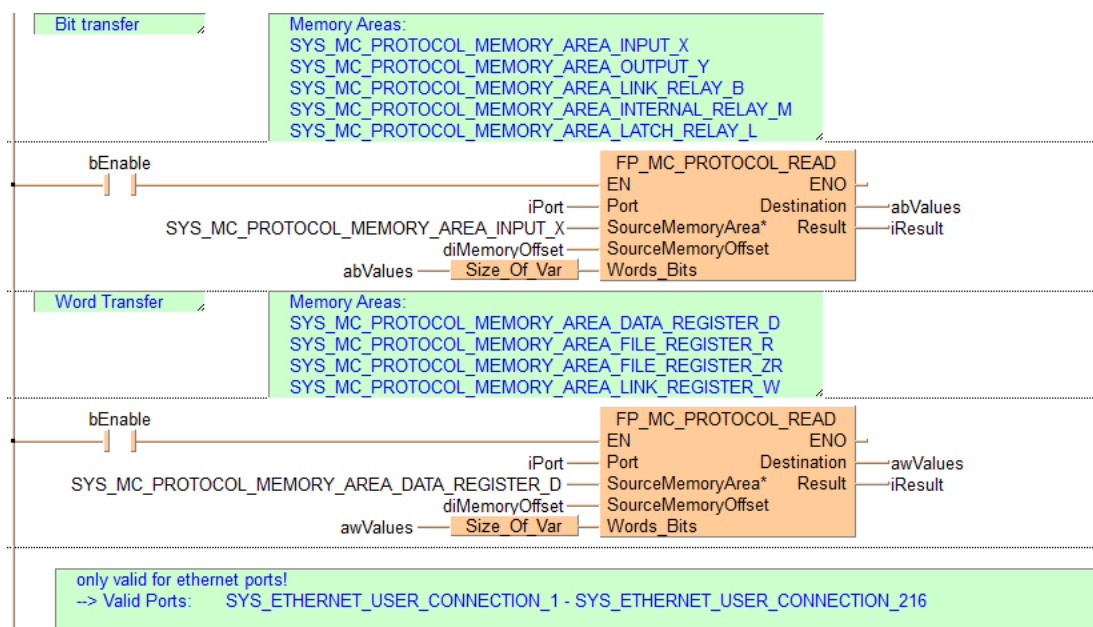 Bit transfer
Memory Areas:
SYS_MC_PROTOCOL_MEMORY_AREA_INPUT_X
SYS_MC_PROTOCOL_MEMORY_AREA_OUTPUT_Y
SYS_MC_PROTOCOL_MEMORY_AREA_LINK_RELAY_B
SYS_MC_PROTOCOL_MEMORY_AREA_INTERNAL_RELAY_M
SYS_MC_PROTOCOL_MEMORY_AREA_LATCH_RELAY_L
bEnable FP_MC_PROTOCOL_READ
EN ENO
iPort Port Destination abValues
SYS_MC_PROTOCOL_MEMORY_AREA_INPUT_X SourceMemoryArea* Result iResult
diMemoryOffset SourceMemoryOffset
abValues Size_Of_Var Words_Bits
Word Transfer
Memory Areas:
SYS_MC_PROTOCOL_MEMORY_AREA_DATA_REGISTER_D
SYS_MC_PROTOCOL_MEMORY_AREA_FILE_REGISTER_R
SYS_MC_PROTOCOL_MEMORY_AREA_FILE_REGISTER_ZR
SYS_MC_PROTOCOL_MEMORY_AREA_LINK_REGISTER_W
bEnable FP_MC_PROTOCOL_READ
EN ENO
iPort Port Destination awValues
SYS_MC_PROTOCOL_MEMORY_AREA_DATA_REGISTER_D SourceMemoryArea* Result iResult
diMemoryOffset SourceMemoryOffset
awValues Size_Of_Var Words_Bits
only valid for ethernet ports!
--> Valid Ports: SYS_ETHERNET_USER_CONNECTION_1 - SYS_ETHERNET_USER_CONNECTION_216